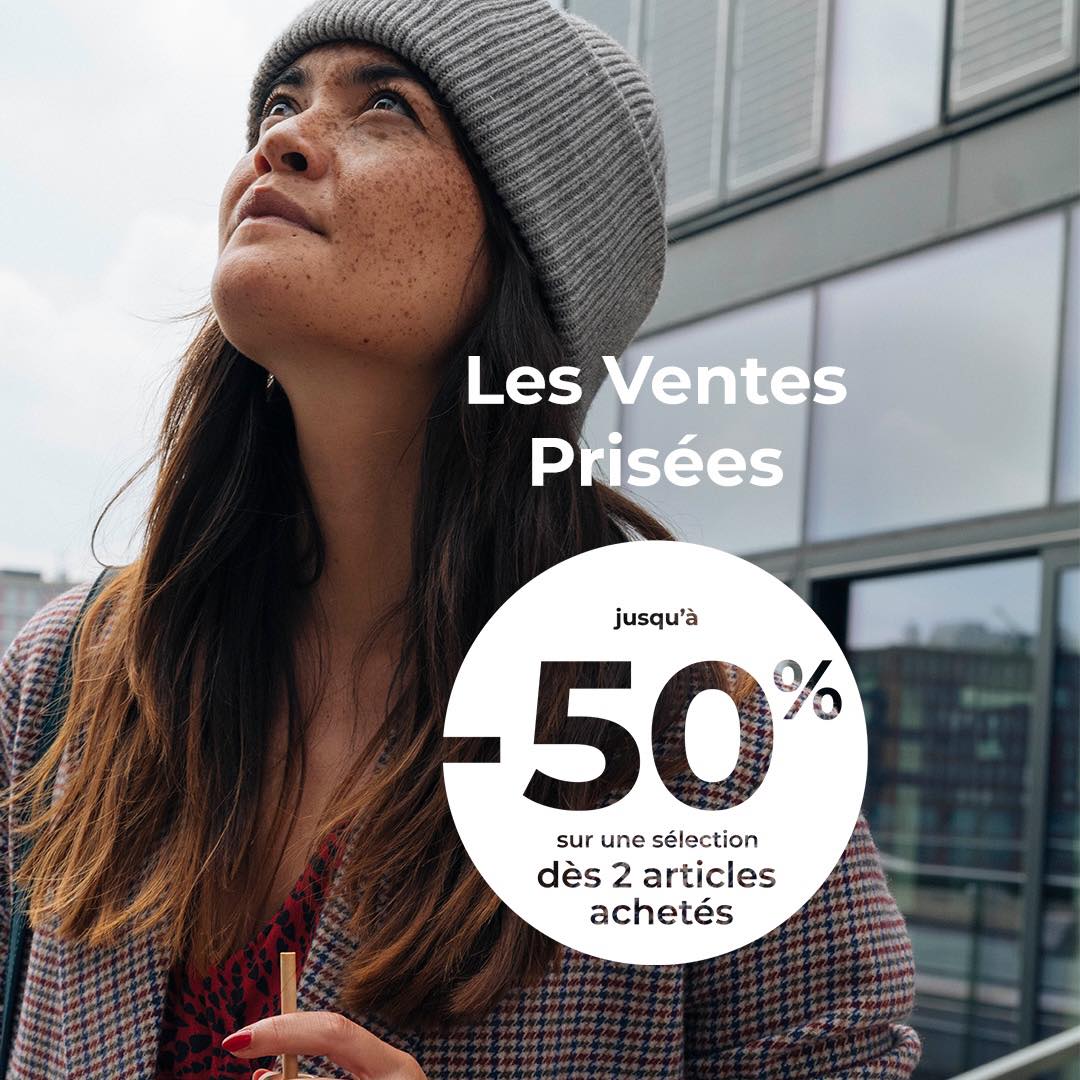 Les Ventes
Prisées
jusqu'à
-50%
sur une sélection
dès 2 articles
achetés